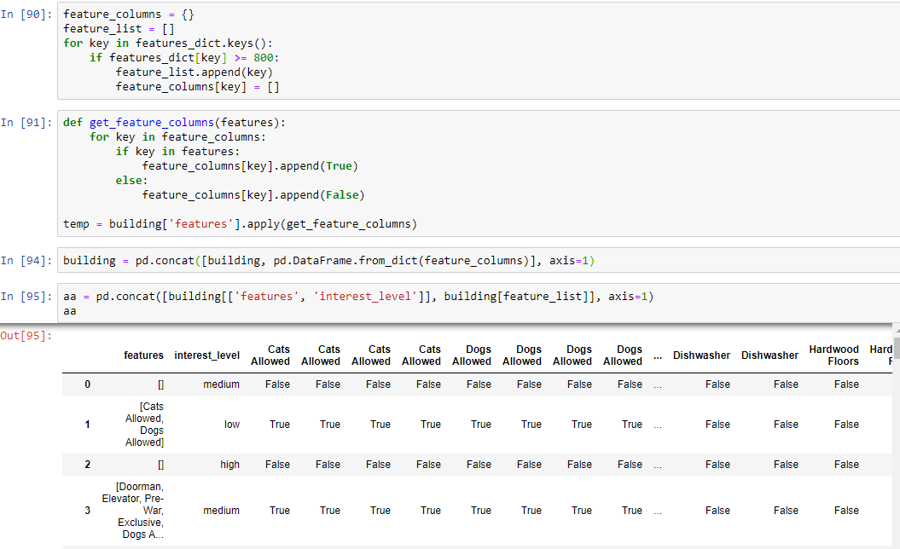 In [90]: feature_columns = {}
feature_list = []
for key in features_dict.keys():
    if features_dict[key] >= 800:
        feature_list.append(key)
        feature_columns[key] = []
In [91]: def get_feature_columns(features):
    for key in feature_columns:
        if key in features:
            feature_columns[key].append(True)
        else:
            feature_columns[key].append(False)
temp = building['features'].apply(get_feature_columns)
In [94]: building = pd.concat([building, pd.DataFrame.from_dict(feature_columns)], axis=1)
In [95]: aa = pd.concat([building[['features', 'interest_level']], building[feature_list]], axis=1)
aa
Out[95]:
features interest_level Cats Allowed Cats Allowed Cats Allowed Cats Allowed Dogs Allowed Dogs Allowed Dogs Allowed Dogs Allowed ... Dishwasher Dishwasher Hardwood Floors
0 [] medium False False False False False False False False ... False False False
1 [Cats Allowed, Dogs Allowed] low True True True True True True True True ... False False False
2 [] high False False False False False False False False ... False False False
3 [Doorman, Elevator, Pre-War, Exclusive, Dogs A... medium True True True True True True True True ... False False False